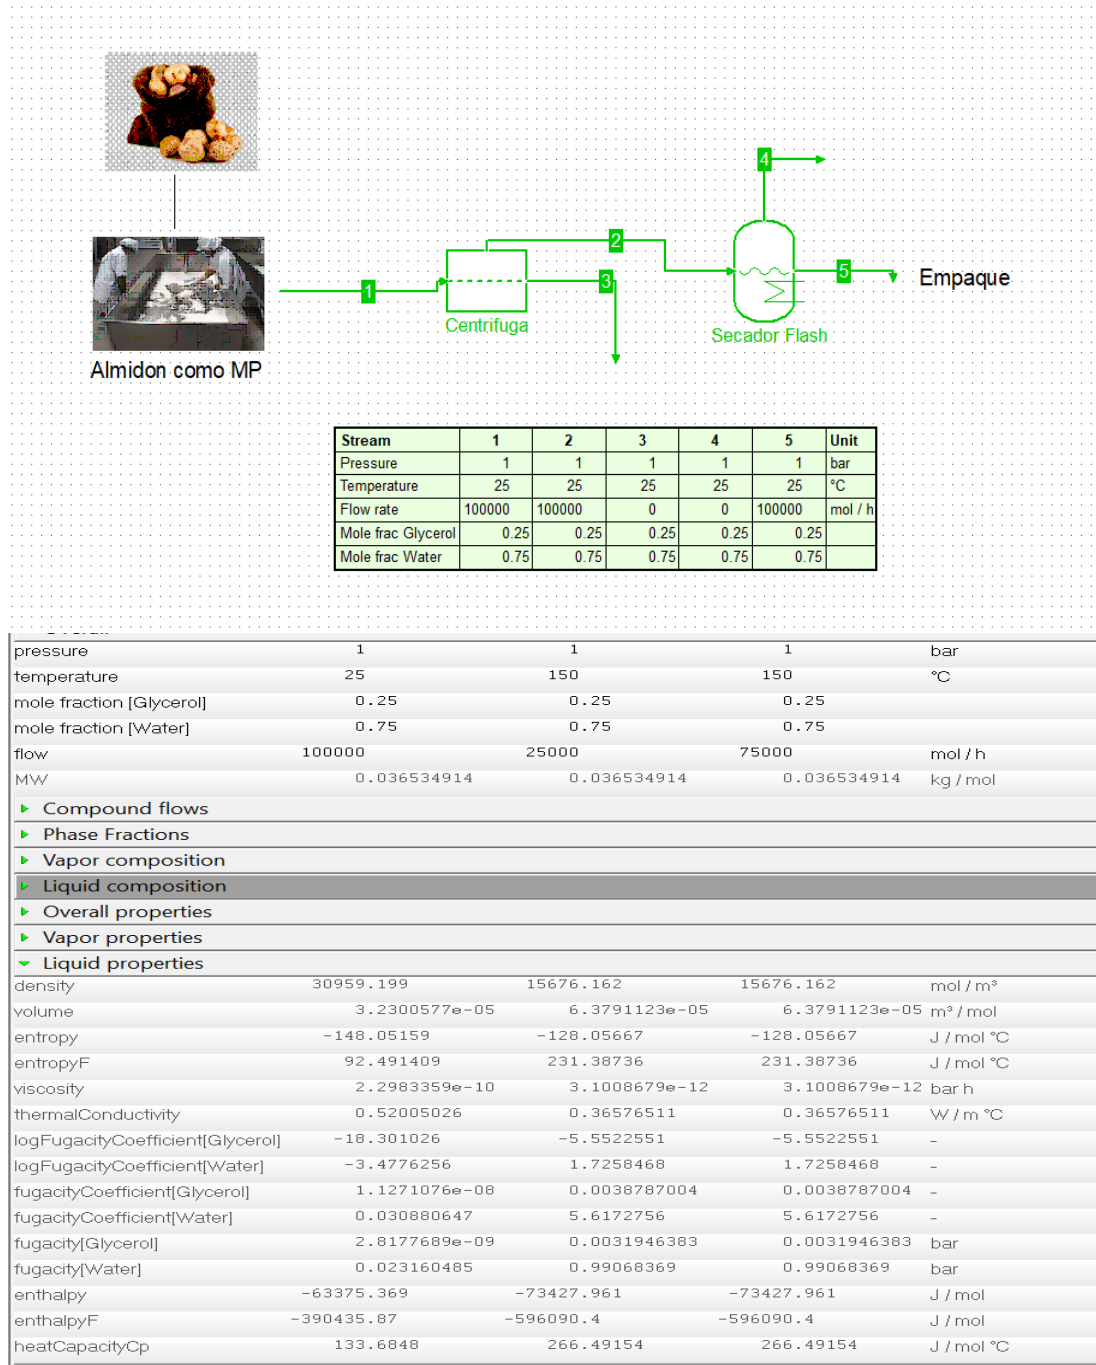 4
2
1
3
5
Empaque
Centrifuga
Secador Flash
Almidon como MP
Stream 1 2 3 4 5 Unit
Pressure 1 1 1 1 1 bar
Temperature 25 25 25 25 25 °C
Flow rate 100000 100000 0 0 100000 mol / h
Mole frac Glycerol 0.25 0.25 0.25 0.25 0.25
Mole frac Water 0.75 0.75 0.75 0.75 0.75
pressure 1 1 1 bar
temperature 25 150 150 °C
mole fraction [Glycerol] 0.25 0.25 0.25
mole fraction [Water] 0.75 0.75 0.75
flow 100000 25000 75000 mol / h
MW 0.036534914 0.036534914 0.036534914 kg / mol
Compound flows
Phase Fractions
Vapor composition
Liquid composition
Overall properties
Vapor properties
Liquid properties
density 30959.199 15676.162 15676.162 mol / m³
volume 3.2300577e-05 6.3791123e-05 6.3791123e-05 m³ / mol
entropy -148.05159 -128.05667 -128.05667 J / mol °C
entropyF 92.491409 231.38736 231.38736 J / mol °C
viscosity 2.2983359e-10 3.1008679e-12 3.1008679e-12 bar h
thermalConductivity 0.52005026 0.36576511 0.36576511 W / m °C
logFugacityCoefficient[Glycerol] -18.301026 -5.5522551 -5.5522551 -
logFugacityCoefficient[Water] -3.4776256 1.7258468 1.7258468 -
fugacityCoefficient[Glycerol] 1.1271076e-08 0.0038787004 0.0038787004 -
fugacityCoefficient[Water] 0.030880647 5.6172756 5.6172756 -
fugacity[Glycerol] 2.8177689e-09 0.0031946383 0.0031946383 bar
fugacity[Water] 0.023160485 0.99068369 0.99068369 bar
enthalpy -63375.369 -73427.961 -73427.961 J / mol
enthalpyF -390435.87 -596090.4 -596090.4 J / mol
heatCapacityCp 133.6848 266.49154 266.49154 J / mol °C